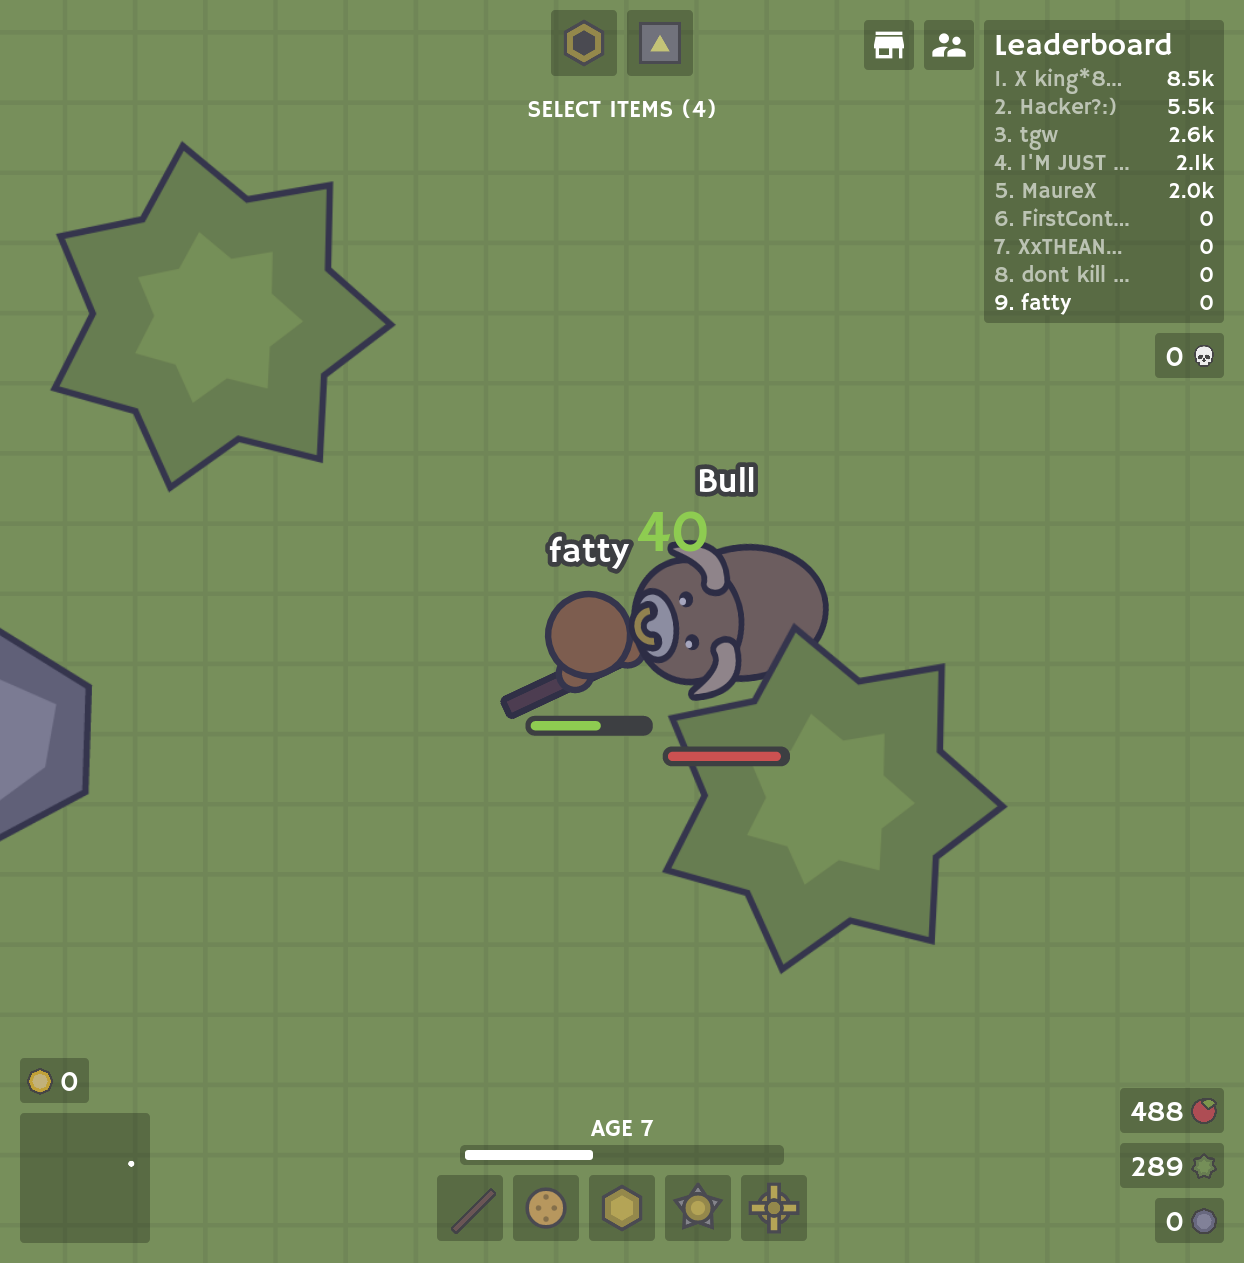 SELECT ITEMS (4)
Leaderboard
1. X king*8... 8.5k
2. Hacker?:) 5.5k
3. tgw 2.6k
4. I'M JUST ... 2.1k
5. MaureX 2.0k
6. FirstCont... 0
7. XxTHEAN... 0
8. dont kill ... 0
9. fatty 0
0
Bull
40
fatty
0
AGE 7
488
289
0